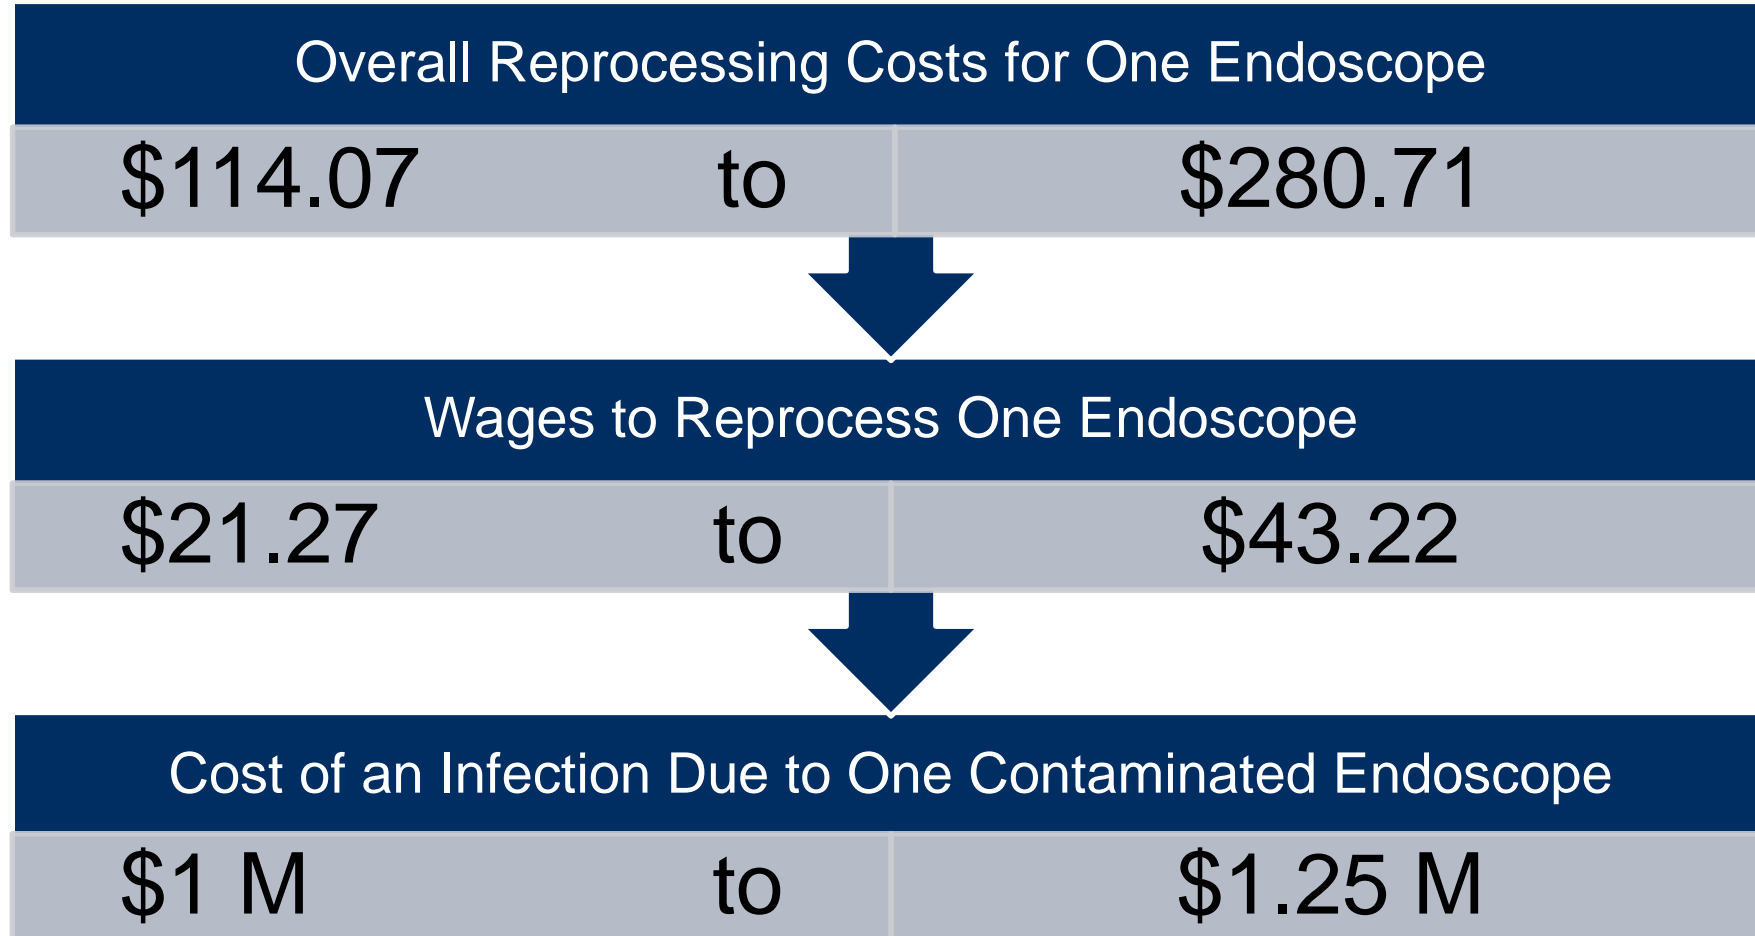 Overall Reprocessing Costs for One Endoscope
$114.07 to $280.71
Wages to Reprocess One Endoscope
$21.27 to $43.22
Cost of an Infection Due to One Contaminated Endoscope
$1 M to $1.25 M